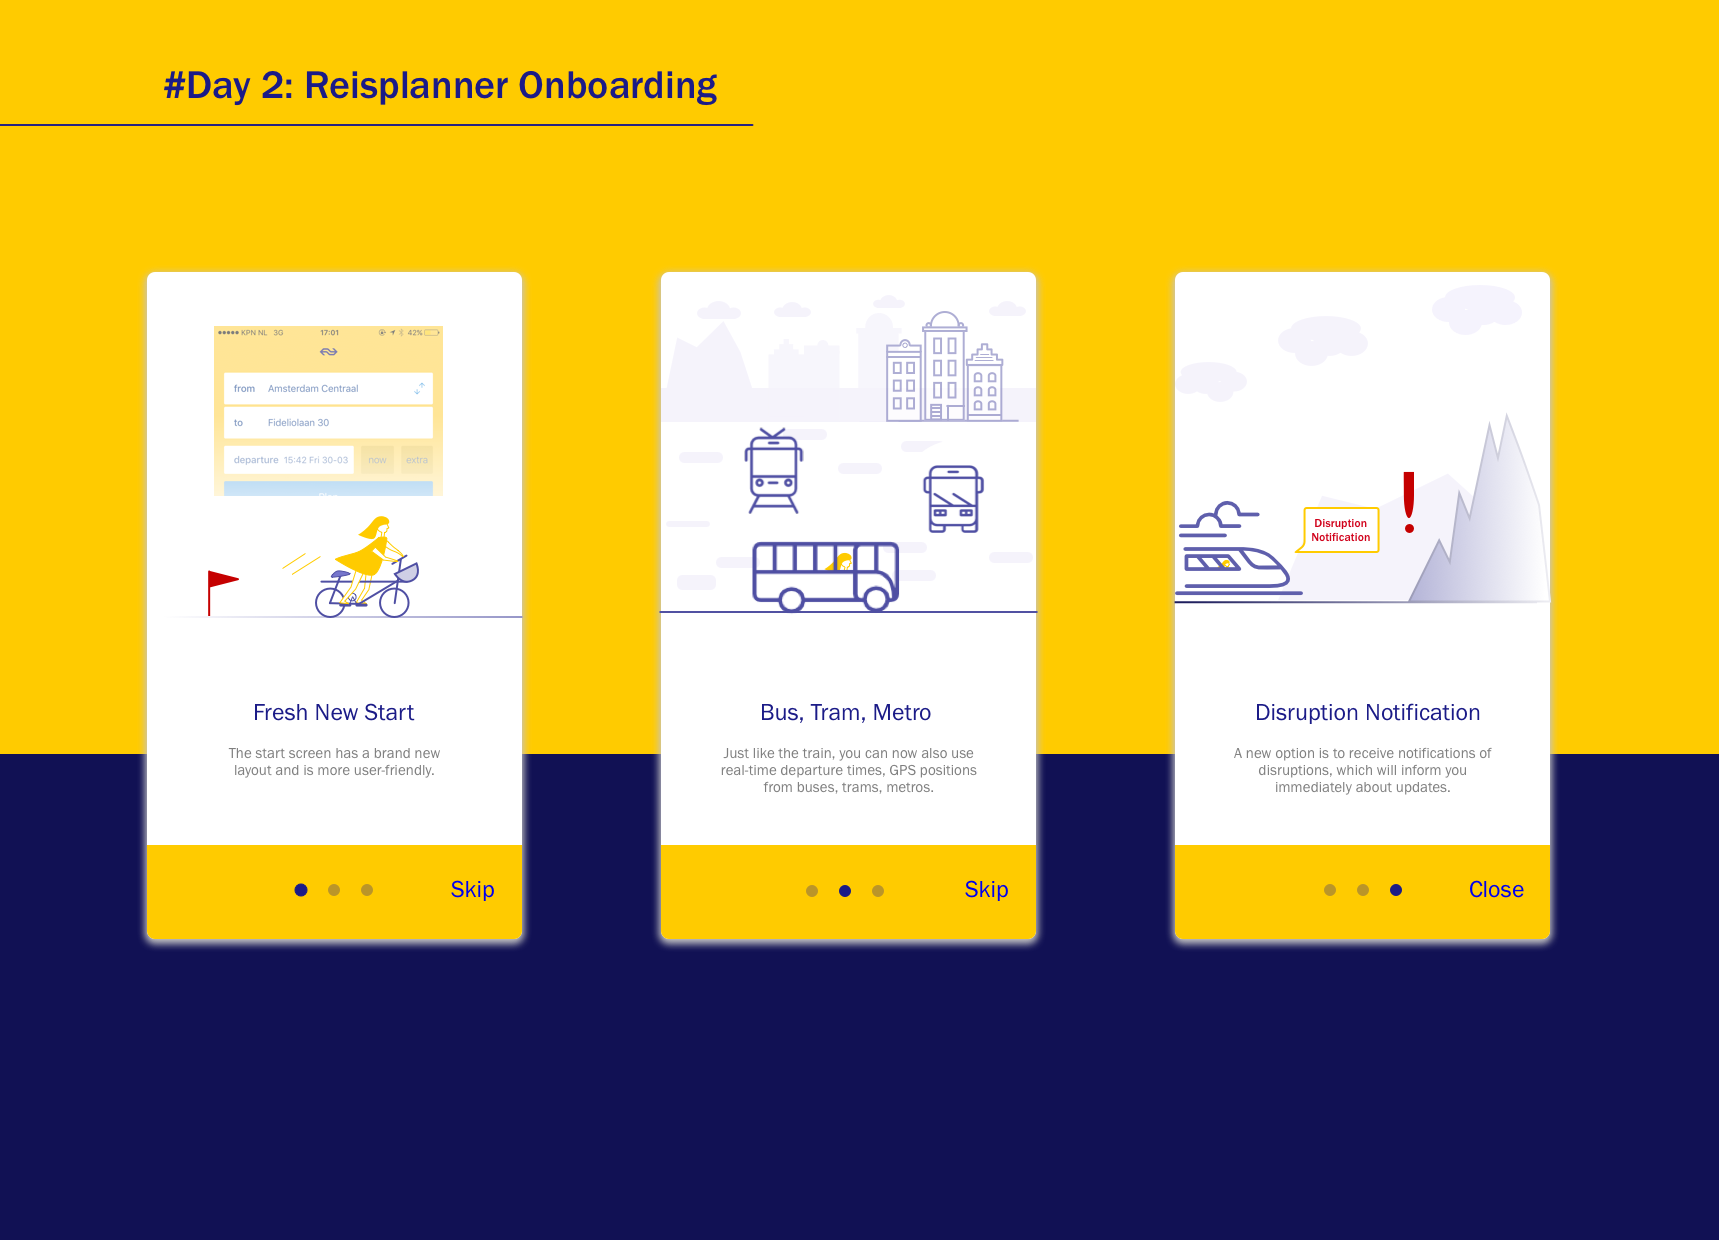 #Day 2: Reisplanner Onboarding
KPN NL 3G 17:01 42%
from Amsterdam Centraal
to Fideliolaan 30
departure 15:42 Fri 30-03 now extra
Fresh New Start
The start screen has a brand new
layout and is more user-friendly.
Skip
Bus, Tram, Metro
Just like the train, you can now also use
real-time departure times, GPS positions
from buses, trams, metros.
Skip
Disruption
Notification
!
Disruption Notification
A new option is to receive notifications of
disruptions, which will inform you
immediately about updates.
Close